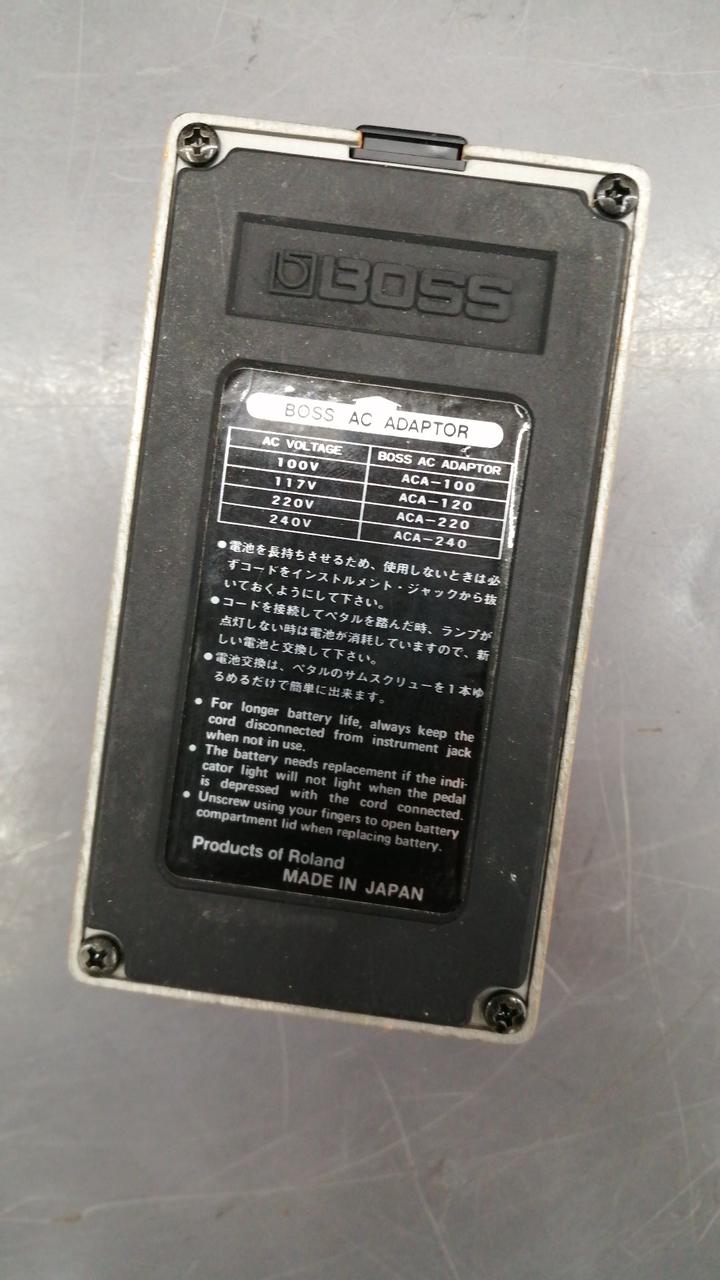 BOSS
BOSS AC ADAPTOR
AC VOLTAGE BOSS AC ADAPTOR
100V ACA-100
117V ACA-120
220V ACA-220
240V ACA-240
●電池を長持ちさせるため、使用しないときは必
ずコードをインストルメント・ジャックから抜
いておくようにして下さい。
●コードを接続してペタルを踏んだ時、ランプが
点灯しない時は電池が消耗していますので、新
しい電池と交換して下さい。
●電池交換は、ペタルのサムスクリューを1本ゆ
るめるだけで簡単に出来ます。
● For longer battery life, always keep the
cord disconnected from instrument jack
when not in use.
● The battery needs replacement if the indi-
cator light will not light when the pedal
is depressed with the cord connected.
● Unscrew using your fingers to open battery
compartment lid when replacing battery.
Products of Roland
MADE IN JAPAN